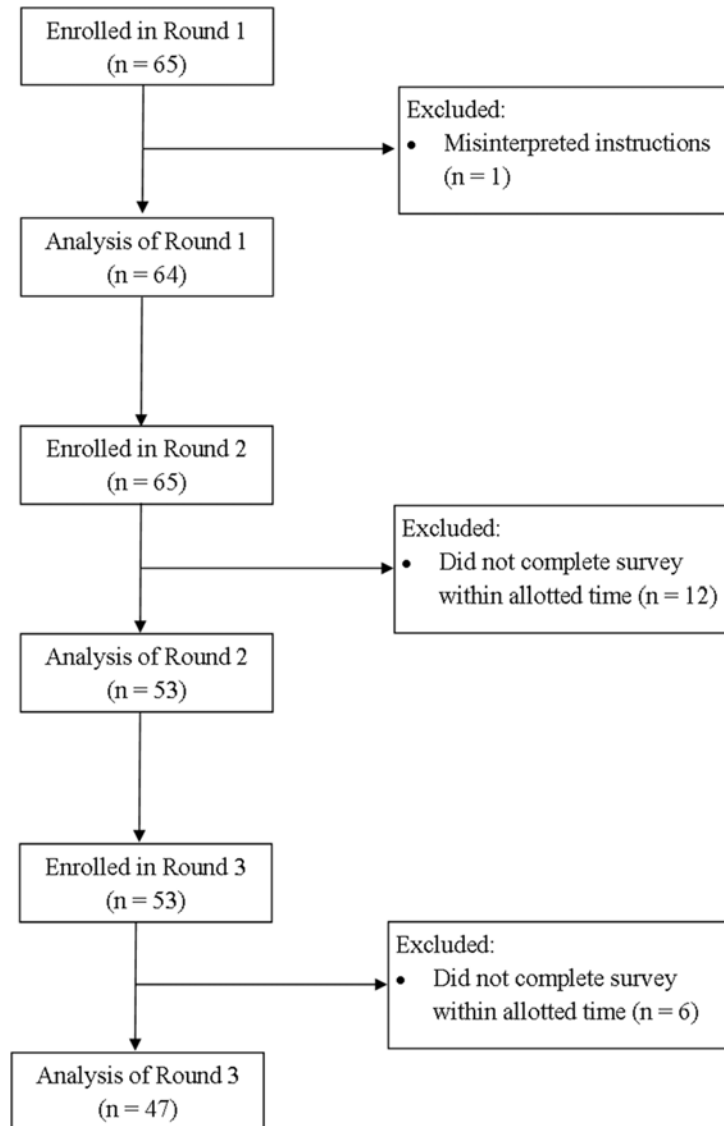 Enrolled in Round 1
(n = 65)
Excluded:
• Misinterpreted instructions
(n = 1)
Analysis of Round 1
(n = 64)
Enrolled in Round 2
(n = 65)
Excluded:
• Did not complete survey
within allotted time (n = 12)
Analysis of Round 2
(n = 53)
Enrolled in Round 3
(n = 53)
Excluded:
• Did not complete survey
within allotted time (n = 6)
Analysis of Round 3
(n = 47)